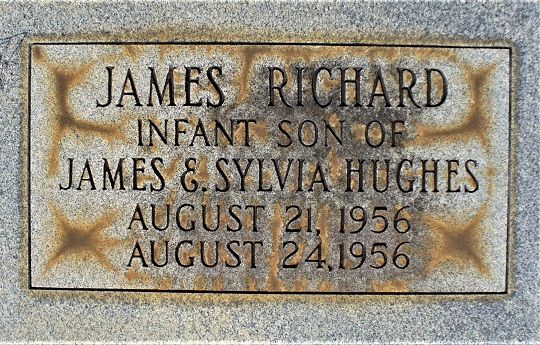 JAMES RICHARD
INFANT SON OF
JAMES & SYLVIA HUGHES
AUGUST 21, 1956
AUGUST 24, 1956